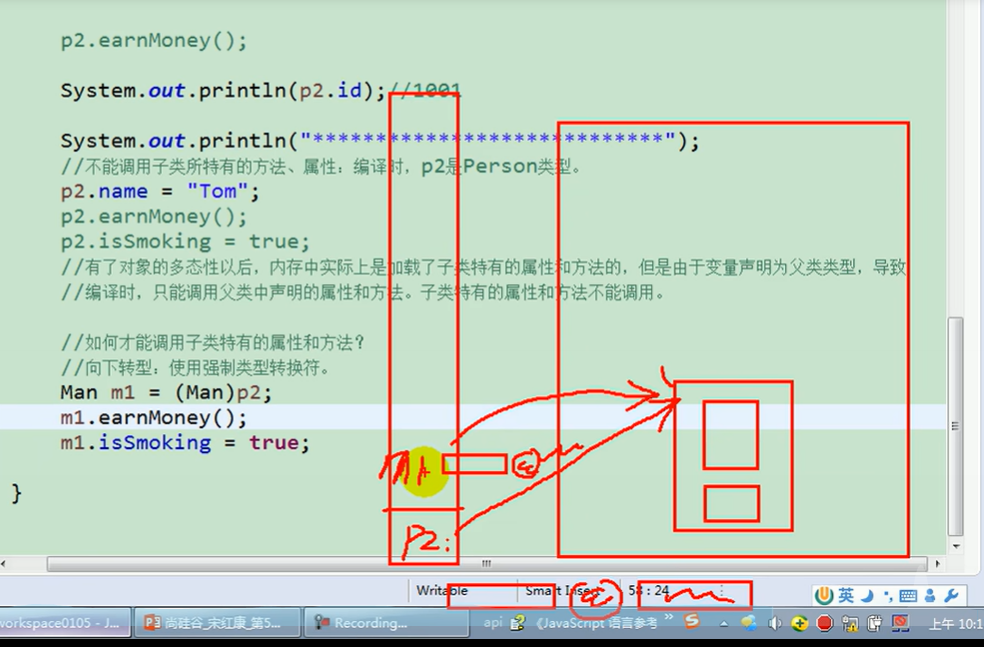 p2.earnMoney();
System.out.println(p2.id);//1001
System.out.println("****************************");
//不能调用子类所特有的方法、属性：编译时，p2是Person类型。
p2.name = "Tom";
p2.earnMoney();
p2.isSmoking = true;
//有了对象的多态性以后，内存中实际上是加载了子类特有的属性和方法的，但是由于变量声明为父类类型，导致
//编译时，只能调用父类中声明的属性和方法。子类特有的属性和方法不能调用。
//如何才能调用子类特有的属性和方法？
//向下转型：使用强制类型转换符。
Man m1 = (Man)p2;
m1.earnMoney();
m1.isSmoking = true;
}
P2:
Writable Smart Insert 58 : 24
英
workspace0105 - J... 尚硅谷_宋红康_第5... Recording... api 《JavaScript 语言参考 上午 10:1